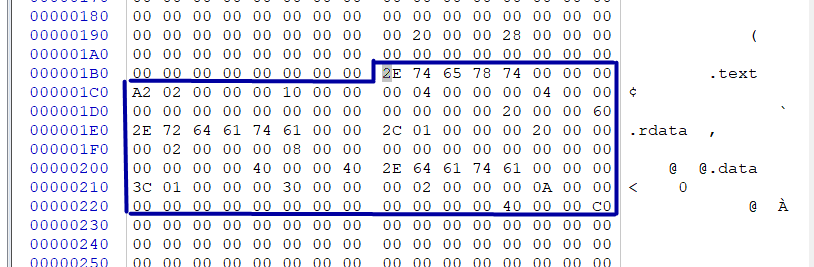 00000180 00 00 00 00 00 00 00 00 00 00 00 00 00 00 00 00
00000190 00 00 00 00 00 00 00 00 00 20 00 00 28 00 00 00 (
000001A0 00 00 00 00 00 00 00 00 00 00 00 00 00 00 00 00
000001B0 00 00 00 00 00 00 00 00 2E 74 65 78 74 00 00 00 .text
000001C0 A2 02 00 00 00 10 00 00 00 04 00 00 00 04 00 00 ¢
000001D0 00 00 00 00 00 00 00 00 00 00 00 00 20 00 00 60 `
000001E0 2E 72 64 61 74 61 00 00 2C 01 00 00 00 20 00 00 .rdata ,
000001F0 00 02 00 00 00 08 00 00 00 00 00 00 00 00 00 00
00000200 00 00 00 00 40 00 00 40 2E 64 61 74 61 00 00 00 @ @.data
00000210 3C 01 00 00 00 30 00 00 00 02 00 00 00 0A 00 00 < 0
00000220 00 00 00 00 00 00 00 00 00 00 00 00 40 00 00 C0 @ À
00000230 00 00 00 00 00 00 00 00 00 00 00 00 00 00 00 00
00000240 00 00 00 00 00 00 00 00 00 00 00 00 00 00 00 00
00000250 00 00 00 00 00 00 00 00 00 00 00 00 00 00 00 00